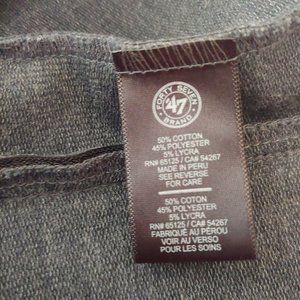 FORTY SEVEN
47
BRAND
50% COTTON
45% POLYESTER
5% LYCRA
RN# 65125 / CA# 54267
MADE IN PERU
SEE REVERSE
FOR CARE
50% COTON
45% POLYESTER
5% LYCRA
RN# 65125 / CA# 54267
FABRIQUÉ AU PÉROU
VOIR AU VERSO
POUR LES SOINS